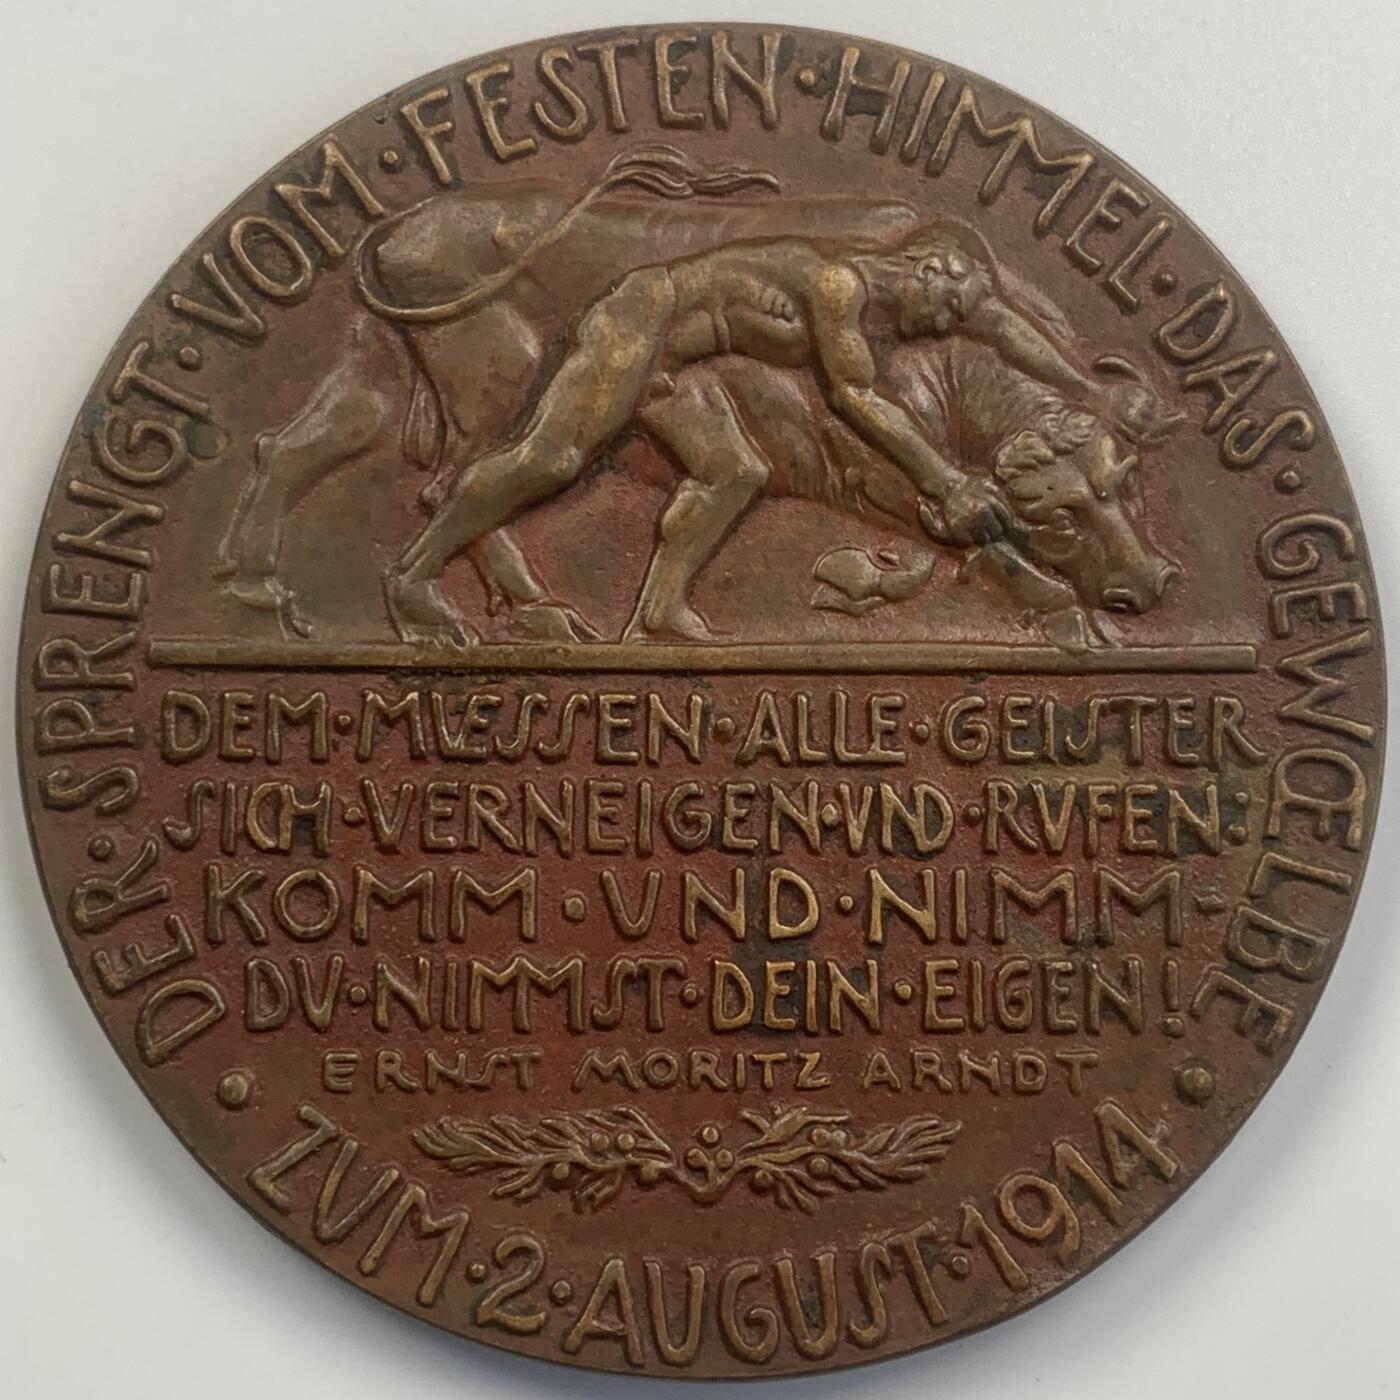 DER·SPRENGT·VOM·FESTEN·HIMMEL·DAS·GEWŒLBE
DEM·MUESSEN·ALLE·GEISTER
SICH·VERNEIGEN·VND·RVFEN:
KOMM·VND·NIMM-
DV·NIMMST·DEIN·EIGEN!
ERNST MORITZ ARNDT
·ZVM·2·AUGUST·1914·